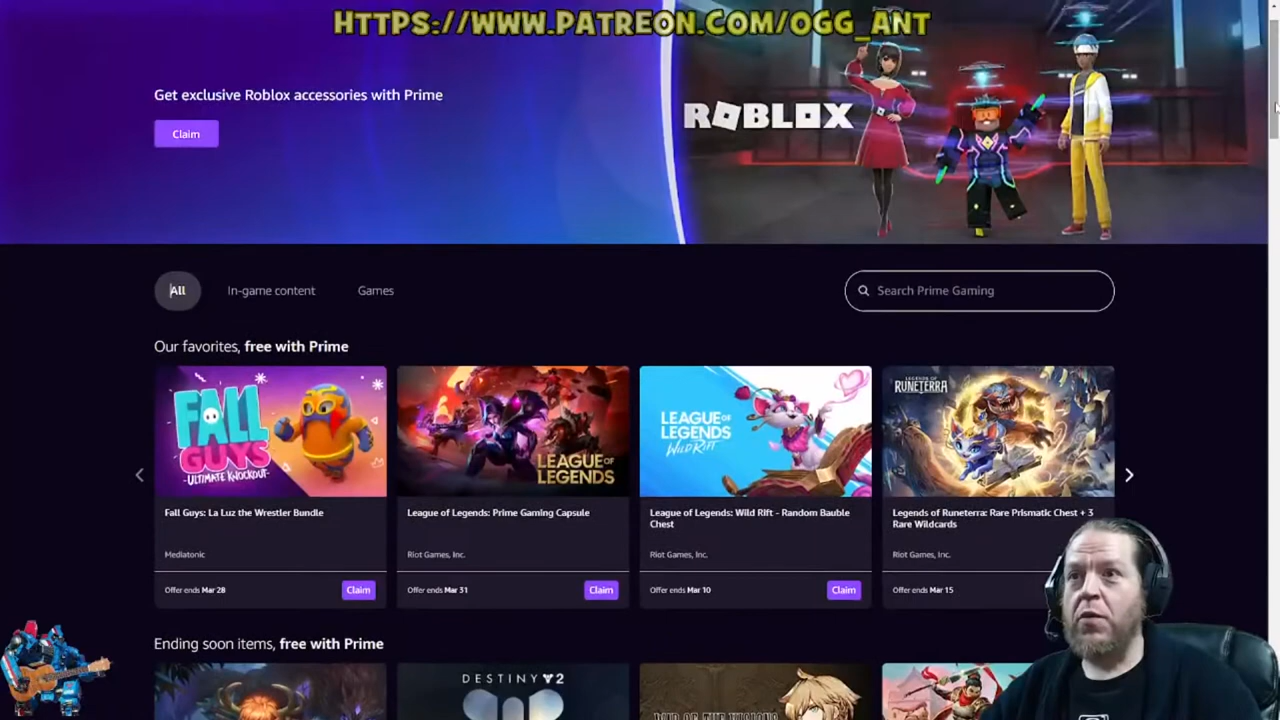 HTTPS://WWW.PATREON.COM/OGG_ANT
Get exclusive Roblox accessories with Prime
Claim
ROBLOX
All
In-game content
Games
Search Prime Gaming
Our favorites, free with Prime
FALL GUYS
-ULTIMATE KNOCKOUT-
LEAGUE OF LEGENDS
LEAGUE OF LEGENDS
WILD RIFT
LEGENDS OF
RUNETERRA
Fall Guys: La Luz the Wrestler Bundle
Mediatonic
Offer ends Mar 28
Claim
League of Legends: Prime Gaming Capsule
Riot Games, Inc.
Offer ends Mar 31
Claim
League of Legends: Wild Rift - Random Bauble
Chest
Riot Games, Inc.
Offer ends Mar 10
Claim
Legends of Runeterra: Rare Prismatic Chest + 3
Rare Wildcards
Riot Games, Inc.
Offer ends Mar 15
Ending soon items, free with Prime
DESTINY 2